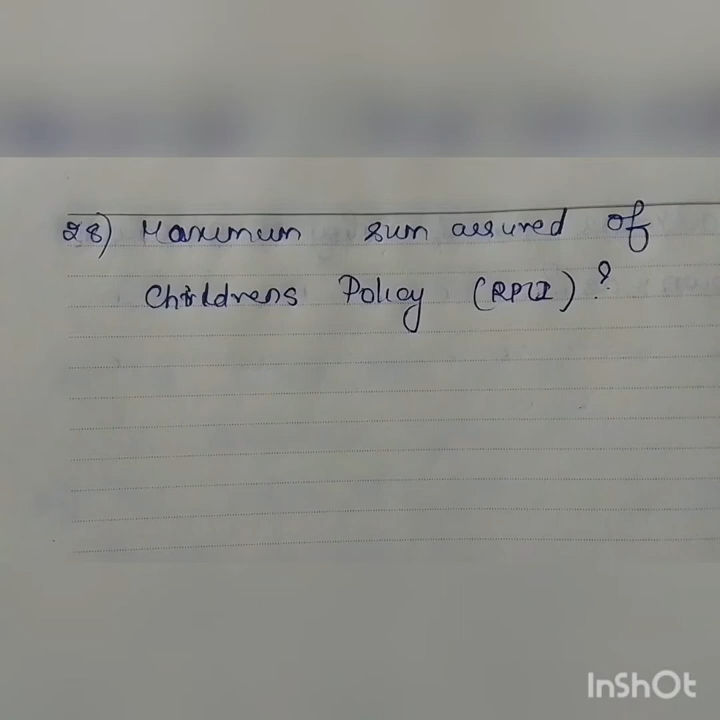 28) Maximum sum assured of
Childrens Policy (RPLI) ?
InShOt